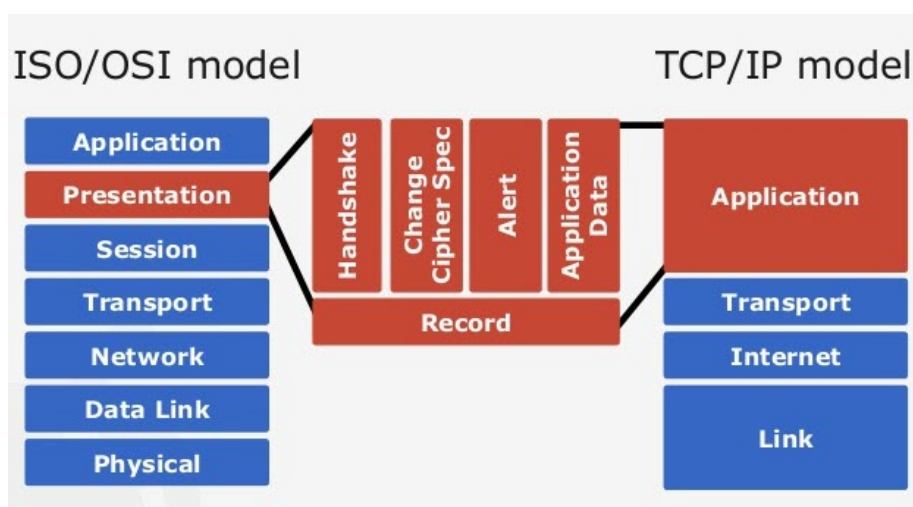 ISO/OSI model
TCP/IP model
Application
Presentation
Session
Transport
Network
Data Link
Physical
Handshake
Change
Cipher Spec
Alert
Application
Data
Record
Application
Transport
Internet
Link